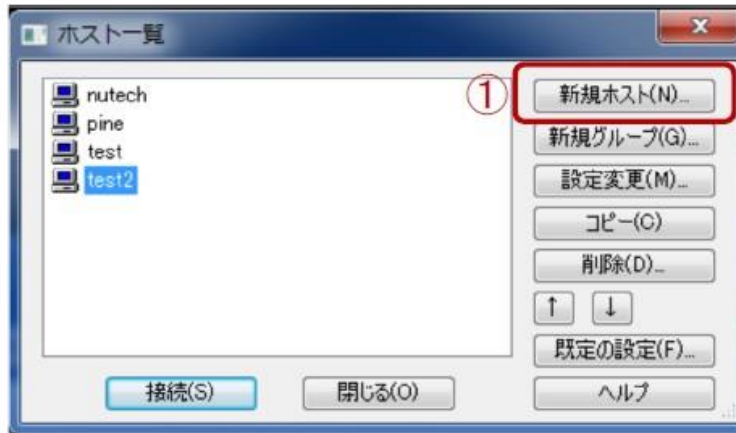 ホスト一覧
nutech
pine
test
test2
①
新規ホスト(N)...
新規グループ(G)...
設定変更(M)...
コピー(C)
削除(D)...
↑ ↓
既定の設定(F)...
接続(S) 閉じる(O) ヘルプ